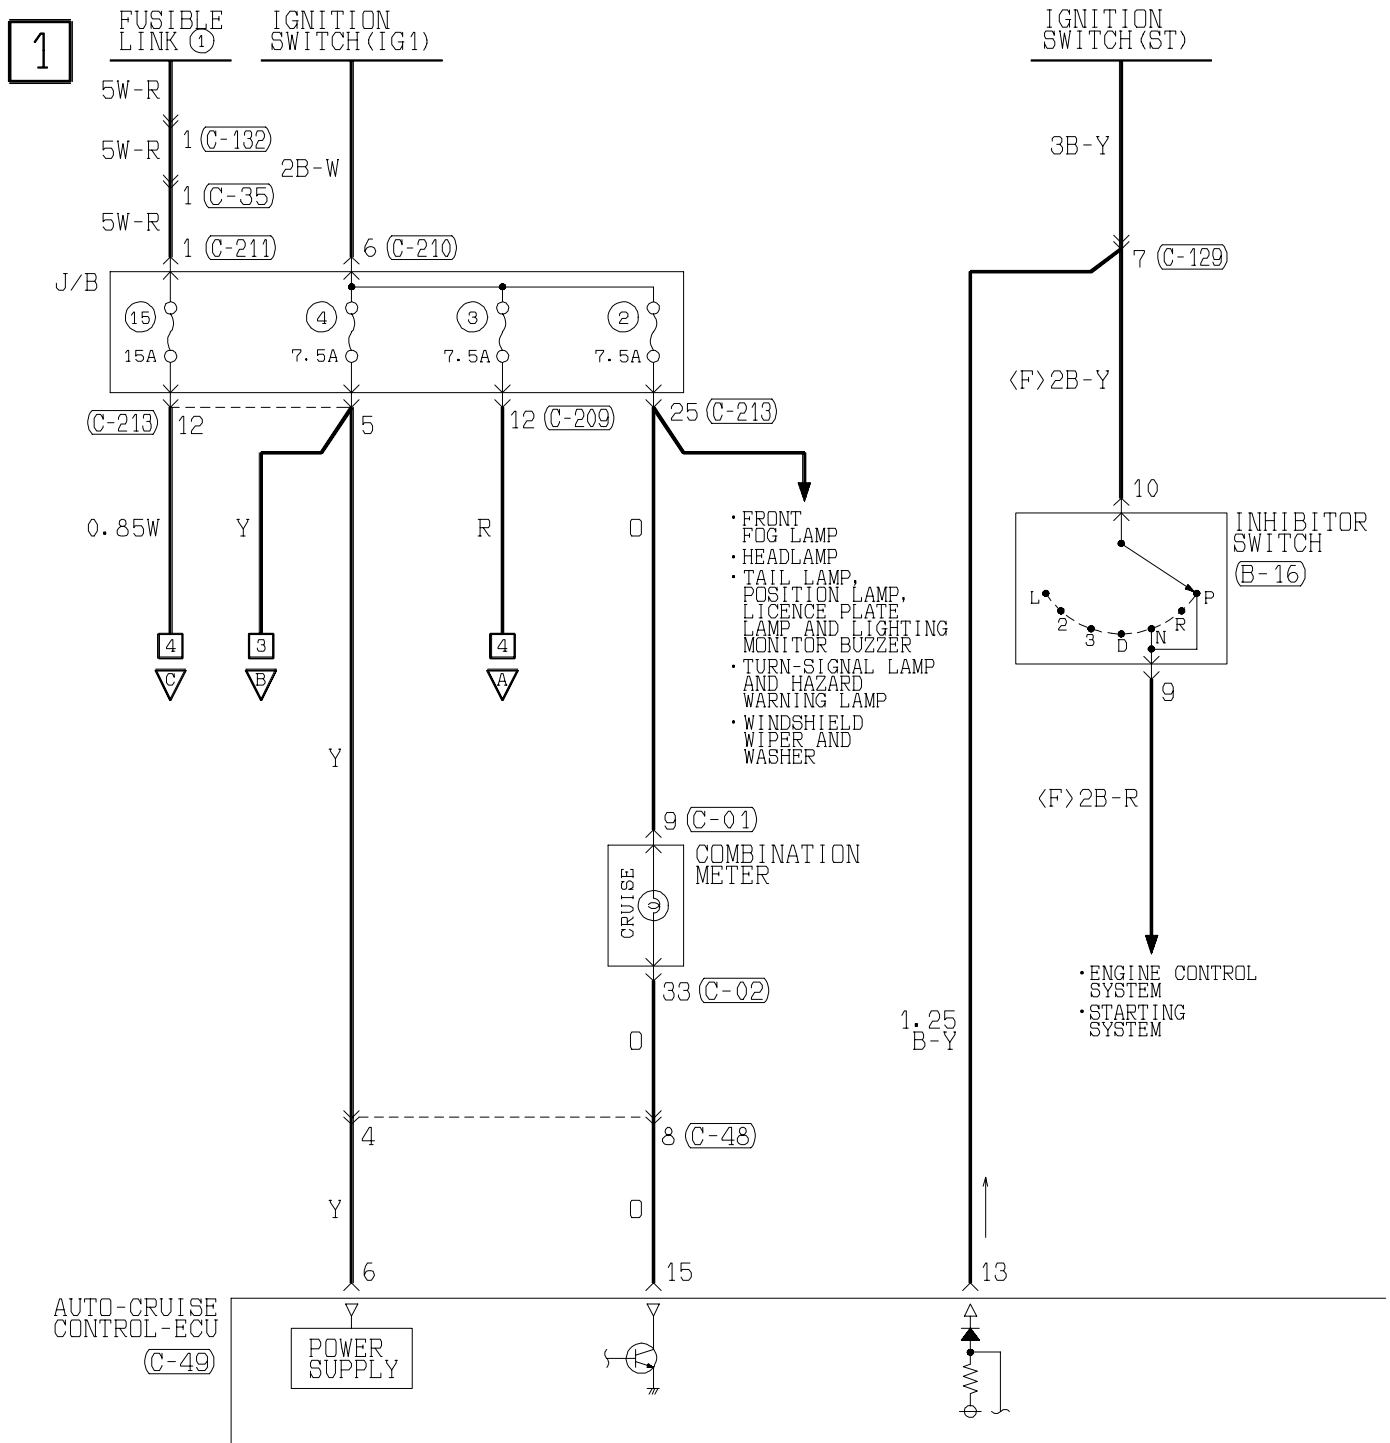 1
FUSIBLE
LINK ①
IGNITION
SWITCH(IG1)
IGNITION
SWITCH(ST)
5W-R
5W-R
5W-R
1 (C-132)
1 (C-35)
1 (C-211)
2B-W
6 (C-210)
3B-Y
7 (C-129)
J/B
15
15A
4
7.5A
3
7.5A
2
7.5A
(C-213) 12
5
12 (C-209)
25 (C-213)
<F>2B-Y
0.85W
Y
R
O
4
C
3
B
4
A
·FRONT
FOG LAMP
·HEADLAMP
·TAIL LAMP,
POSITION LAMP,
LICENCE PLATE
LAMP AND LIGHTING
MONITOR BUZZER
·TURN-SIGNAL LAMP
AND HAZARD
WARNING LAMP
·WINDSHIELD
WIPER AND
WASHER
10
INHIBITOR
SWITCH
(B-16)
L
2
3
D
N
R
P
9
<F>2B-R
·ENGINE CONTROL
SYSTEM
·STARTING
SYSTEM
Y
9 (C-01)
COMBINATION
METER
CRUISE
33 (C-02)
O
1.25
B-Y
4
8 (C-48)
Y
O
6
15
13
AUTO-CRUISE
CONTROL-ECU
(C-49)
POWER
SUPPLY